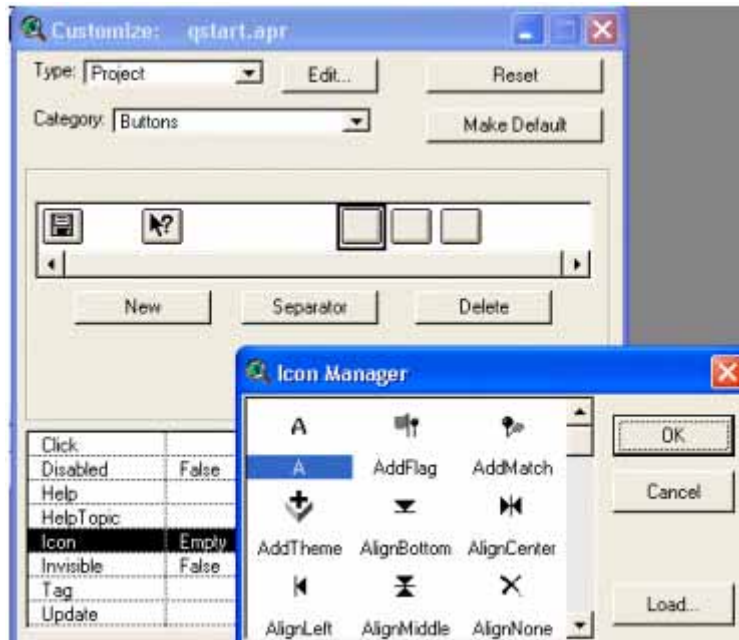 Customize: qstart.apr
Type: Project Edit... Reset
Category: Buttons Make Default
New Separator Delete
Icon Manager
A AddFlag AddMatch
AddTheme AlignBottom AlignCenter
AlignLeft AlignMiddle AlignNone
OK
Cancel
Load...
Click
Disabled False
Help
HelpTopic
Icon Empty
Invisible False
Tag
Update